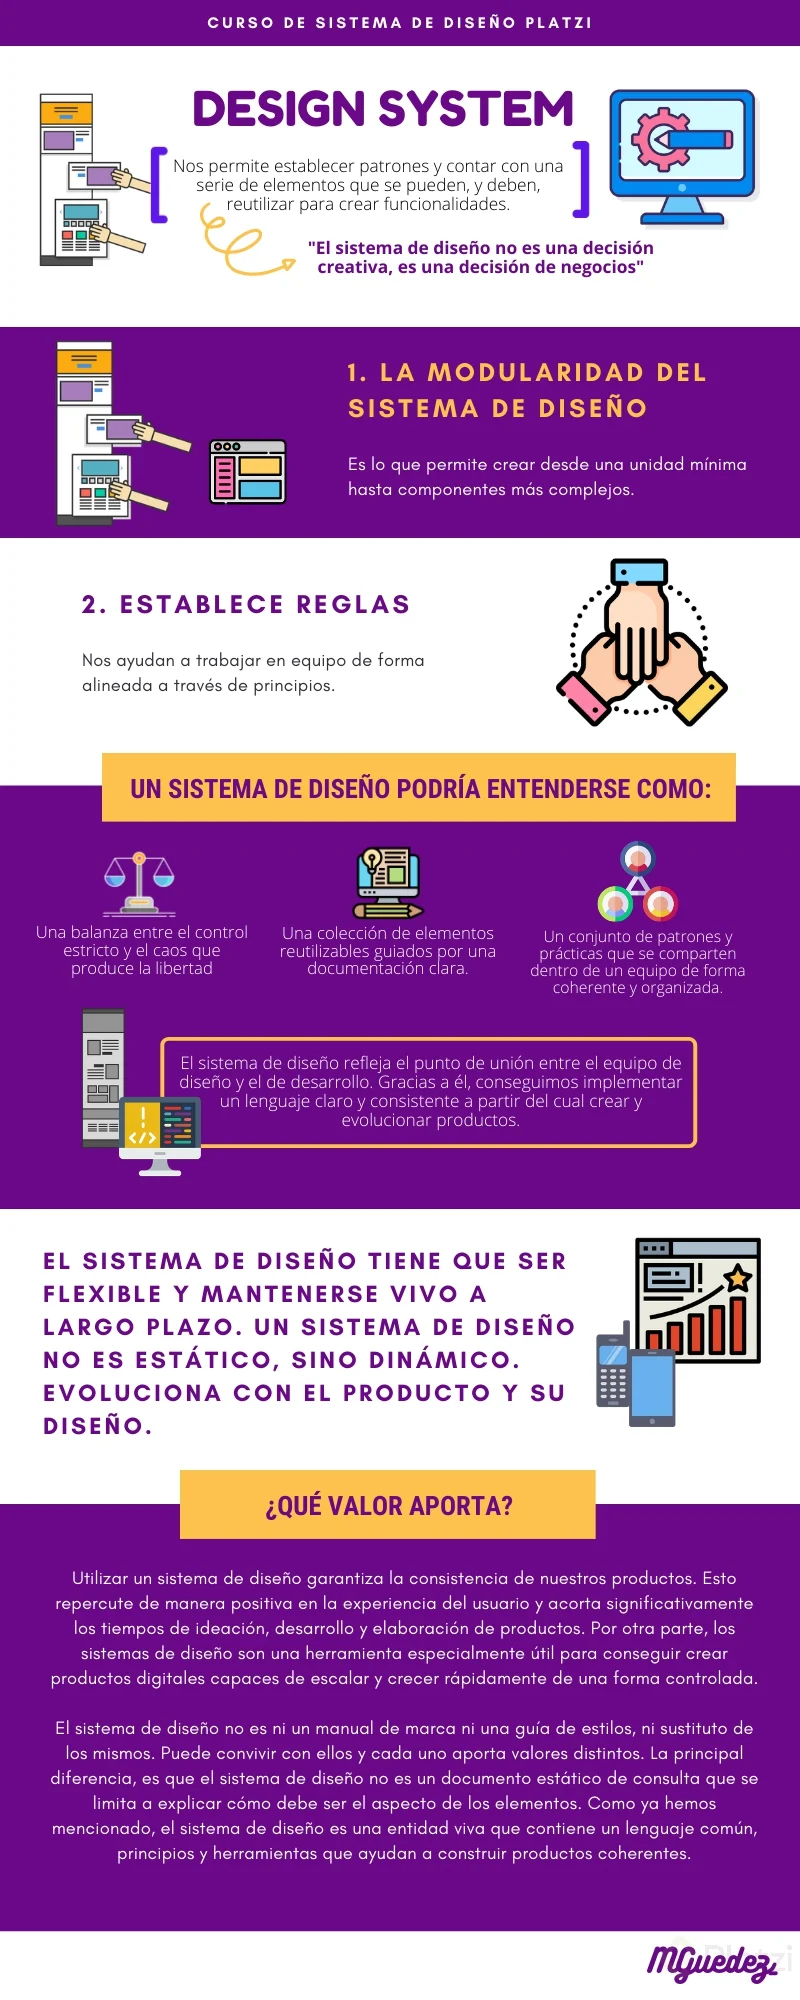 CURSO DE SISTEMA DE DISEÑO PLATZI
DESIGN SYSTEM
Nos permite establecer patrones y contar con una
serie de elementos que se pueden, y deben,
reutilizar para crear funcionalidades.
"El sistema de diseño no es una decisión
creativa, es una decisión de negocios"
1. LA MODULARIDAD DEL
SISTEMA DE DISEÑO
Es lo que permite crear desde una unidad mínima
hasta componentes más complejos.
2. ESTABLECE REGLAS
Nos ayudan a trabajar en equipo de forma
alineada a través de principios.
UN SISTEMA DE DISEÑO PODRÍA ENTENDERSE COMO:
Una balanza entre el control
estricto y el caos que
produce la libertad
Una colección de elementos
reutilizables guiados por una
documentación clara.
Un conjunto de patrones y
prácticas que se comparten
dentro de un equipo de forma
coherente y organizada.
El sistema de diseño refleja el punto de unión entre el equipo de
diseño y el de desarrollo. Gracias a él, conseguimos implementar
un lenguaje claro y consistente a partir del cual crear y
evolucionar productos.
EL SISTEMA DE DISEÑO TIENE QUE SER
FLEXIBLE Y MANTENERSE VIVO A
LARGO PLAZO. UN SISTEMA DE DISEÑO
NO ES ESTÁTICO, SINO DINÁMICO.
EVOLUCIONA CON EL PRODUCTO Y SU
DISEÑO.
¿QUÉ VALOR APORTA?
Utilizar un sistema de diseño garantiza la consistencia de nuestros productos. Esto
repercute de manera positiva en la experiencia del usuario y acorta significativamente
los tiempos de ideación, desarrollo y elaboración de productos. Por otra parte, los
sistemas de diseño son una herramienta especialmente útil para conseguir crear
productos digitales capaces de escalar y crecer rápidamente de una forma controlada.
El sistema de diseño no es ni un manual de marca ni una guía de estilos, ni sustituto de
los mismos. Puede convivir con ellos y cada uno aporta valores distintos. La principal
diferencia, es que el sistema de diseño no es un documento estático de consulta que se
limita a explicar cómo debe ser el aspecto de los elementos. Como ya hemos
mencionado, el sistema de diseño es una entidad viva que contiene un lenguaje común,
principios y herramientas que ayudan a construir productos coherentes.
MGuedez